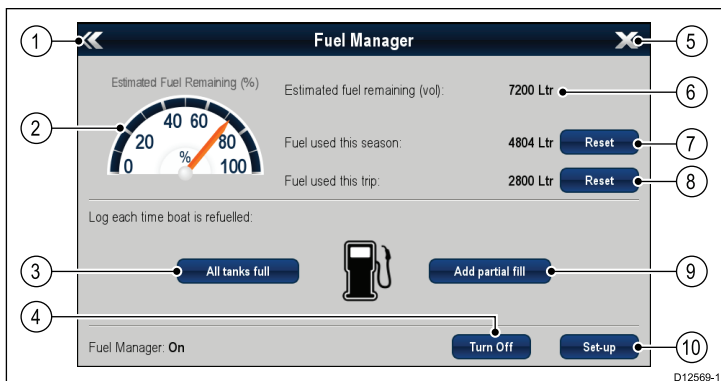 1
Fuel Manager
5
Estimated Fuel Remaining (%)
Estimated fuel remaining (vol): 7200 Ltr
6
2
0 20 40 60 80 100
%
Fuel used this season: 4804 Ltr Reset
7
Fuel used this trip: 2800 Ltr Reset
8
Log each time boat is refuelled:
3
All tanks full
Add partial fill
9
4
Fuel Manager: On
Turn Off
Set-up
10
D12569-1